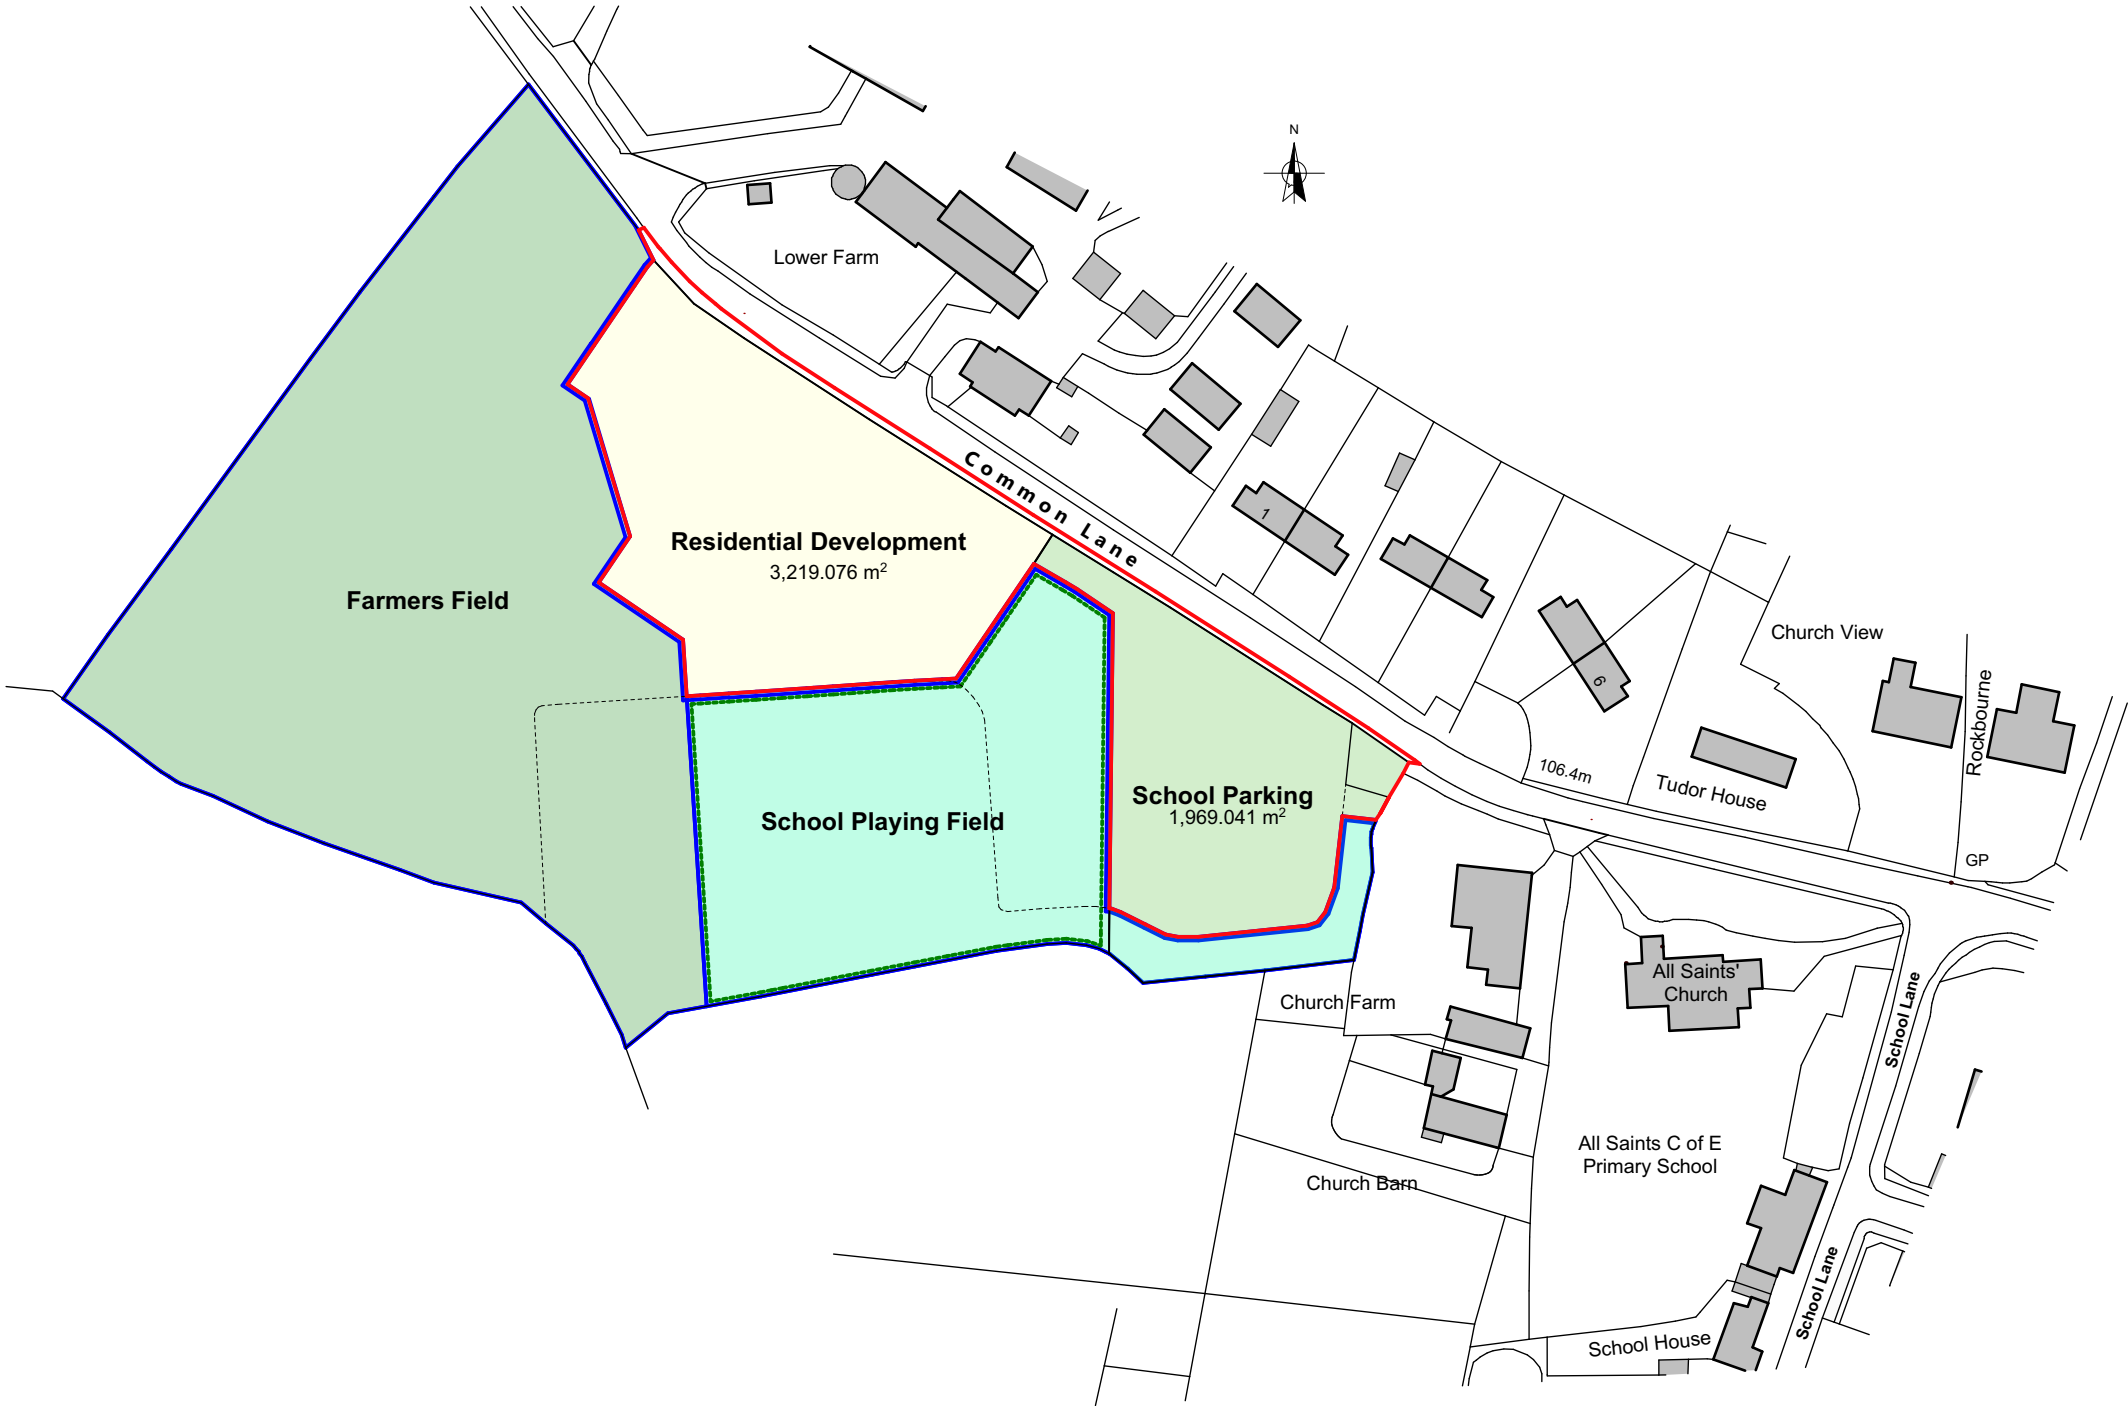 N
Lower Farm
Common Lane
1
Residential Development
3,219.076 m²
Farmers Field
Church View
6
Rockbourne
106.4m
Tudor House
School Parking
1,969.041 m²
School Playing Field
GP
All Saints'
Church
Church Farm
School Lane
All Saints C of E
Primary School
Church Barn
School Lane
School House